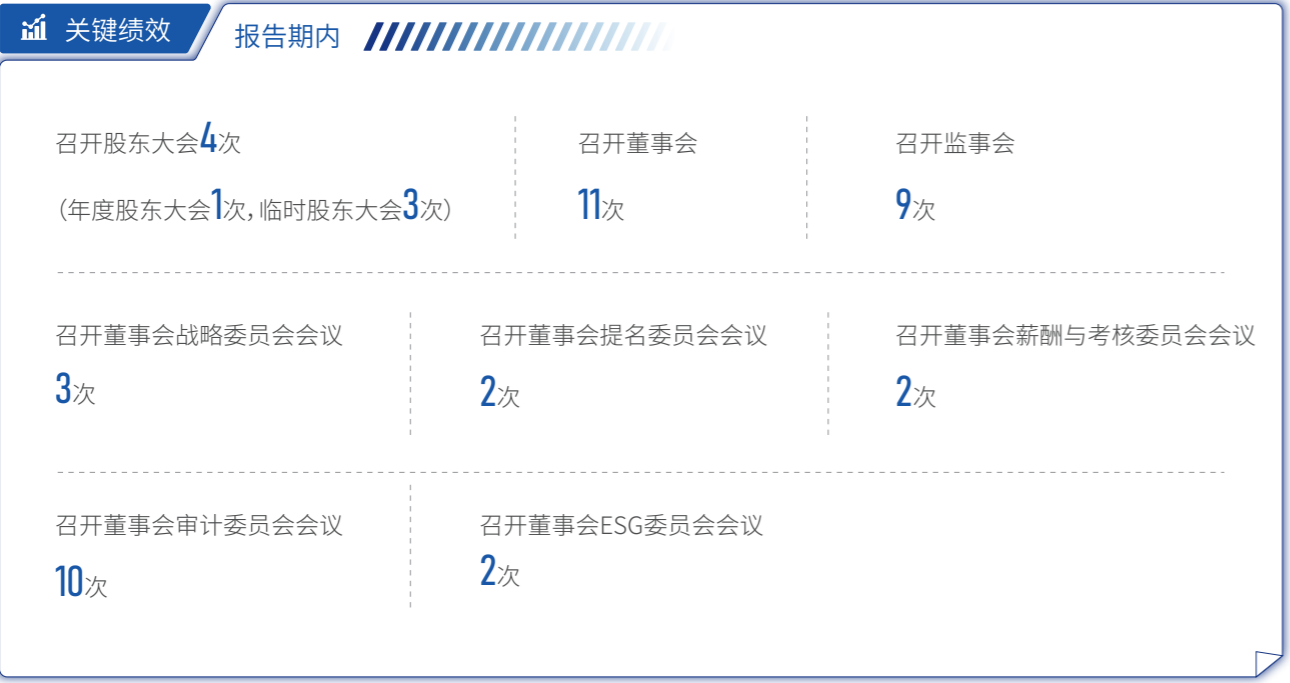 关键绩效
报告期内
召开股东大会4次
（年度股东大会1次，临时股东大会3次）
召开董事会
11次
召开监事会
9次
召开董事会战略委员会会议
3次
召开董事会提名委员会会议
2次
召开董事会薪酬与考核委员会会议
2次
召开董事会审计委员会会议
10次
召开董事会ESG委员会会议
2次